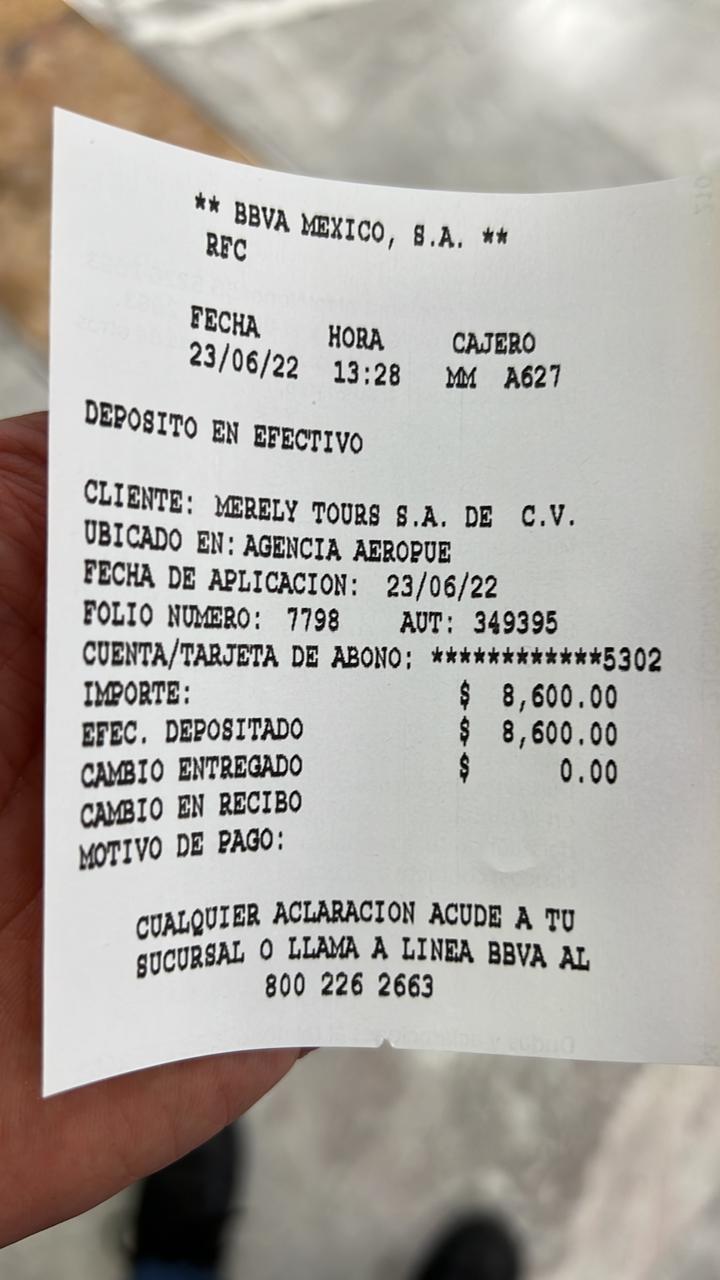 ** BBVA MEXICO, S.A. **
RFC
FECHA HORA CAJERO
23/06/22 13:28 MM A627
DEPOSITO EN EFECTIVO
CLIENTE: MERELY TOURS S.A. DE C.V.
UBICADO EN: AGENCIA AEROPUE
FECHA DE APLICACION: 23/06/22
FOLIO NUMERO: 7798 AUT: 349395
CUENTA/TARJETA DE ABONO: ************5302
IMPORTE: $ 8,600.00
EFEC. DEPOSITADO $ 8,600.00
CAMBIO ENTREGADO $ 0.00
CAMBIO EN RECIBO
MOTIVO DE PAGO:
CUALQUIER ACLARACION ACUDE A TU
SUCURSAL O LLAMA A LINEA BBVA AL
800 226 2663